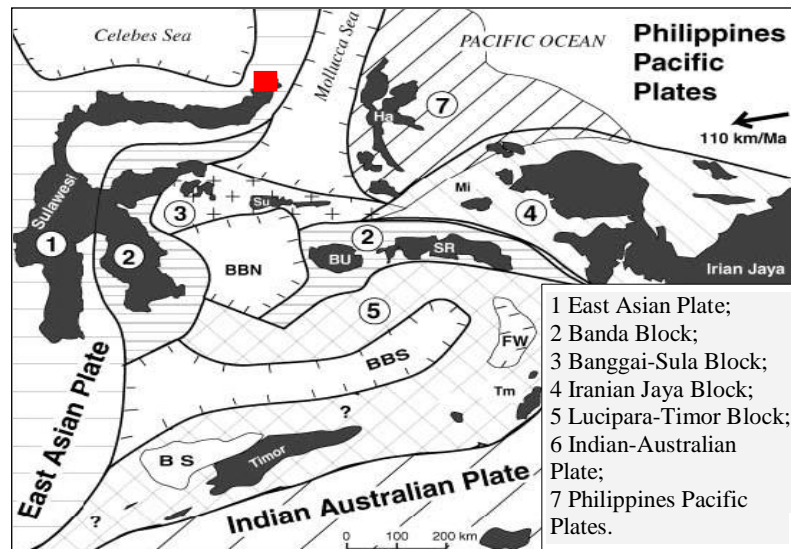 Celebes Sea
Mollucca Sea
PACIFIC OCEAN
Philippines
Pacific
Plates
110 km/Ma
Ha
7
Mi
4
Sulawesi
1
2
3
Su
2
BU
SR
BBN
Irian Jaya
5
FW
BBS
Tm
?
B S
Timor
?
East Asian Plate
Indian Australian Plate
0 100 200 km
1 East Asian Plate;
2 Banda Block;
3 Banggai-Sula Block;
4 Iranian Jaya Block;
5 Lucipara-Timor Block;
6 Indian-Australian
Plate;
7 Philippines Pacific
Plates.